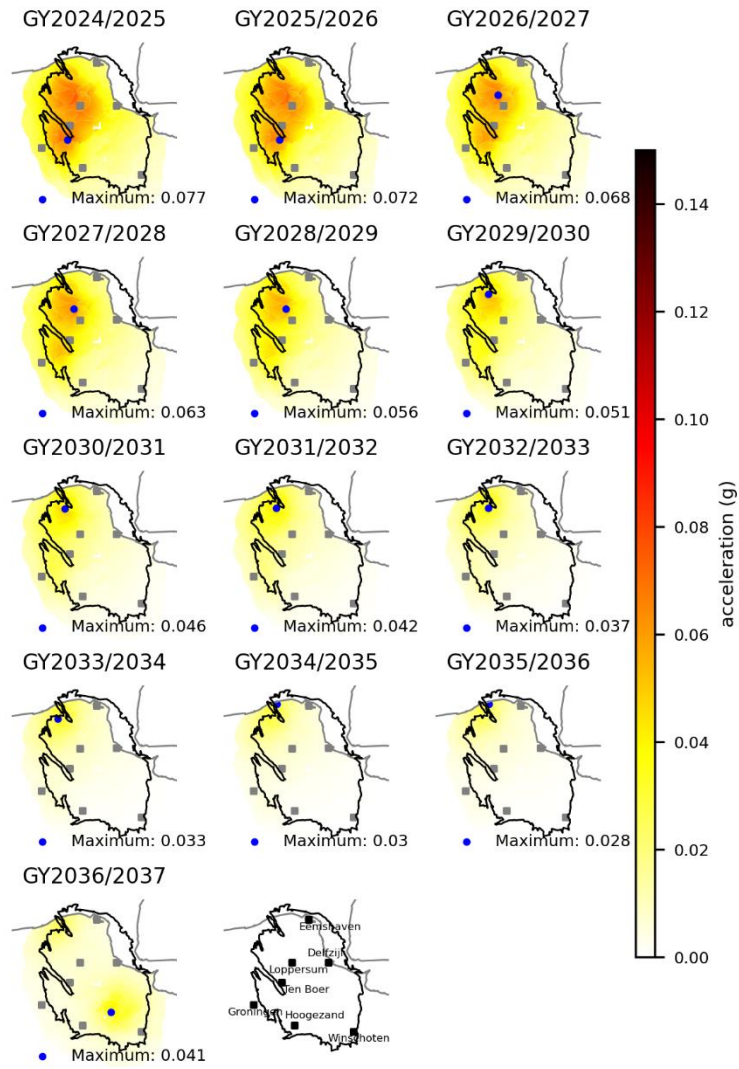 GY2024/2025 GY2025/2026 GY2026/2027
Maximum: 0.077 Maximum: 0.072 Maximum: 0.068
GY2027/2028 GY2028/2029 GY2029/2030
Maximum: 0.063 Maximum: 0.056 Maximum: 0.051
GY2030/2031 GY2031/2032 GY2032/2033
Maximum: 0.046 Maximum: 0.042 Maximum: 0.037
GY2033/2034 GY2034/2035 GY2035/2036
Maximum: 0.033 Maximum: 0.03 Maximum: 0.028
GY2036/2037
Maximum: 0.041
Eemshaven
Delfzijl
Loppersum
Ten Boer
Groningen
Hoogezand
Winschoten
0.14
0.12
0.10
0.08
0.06
0.04
0.02
0.00
acceleration (g)